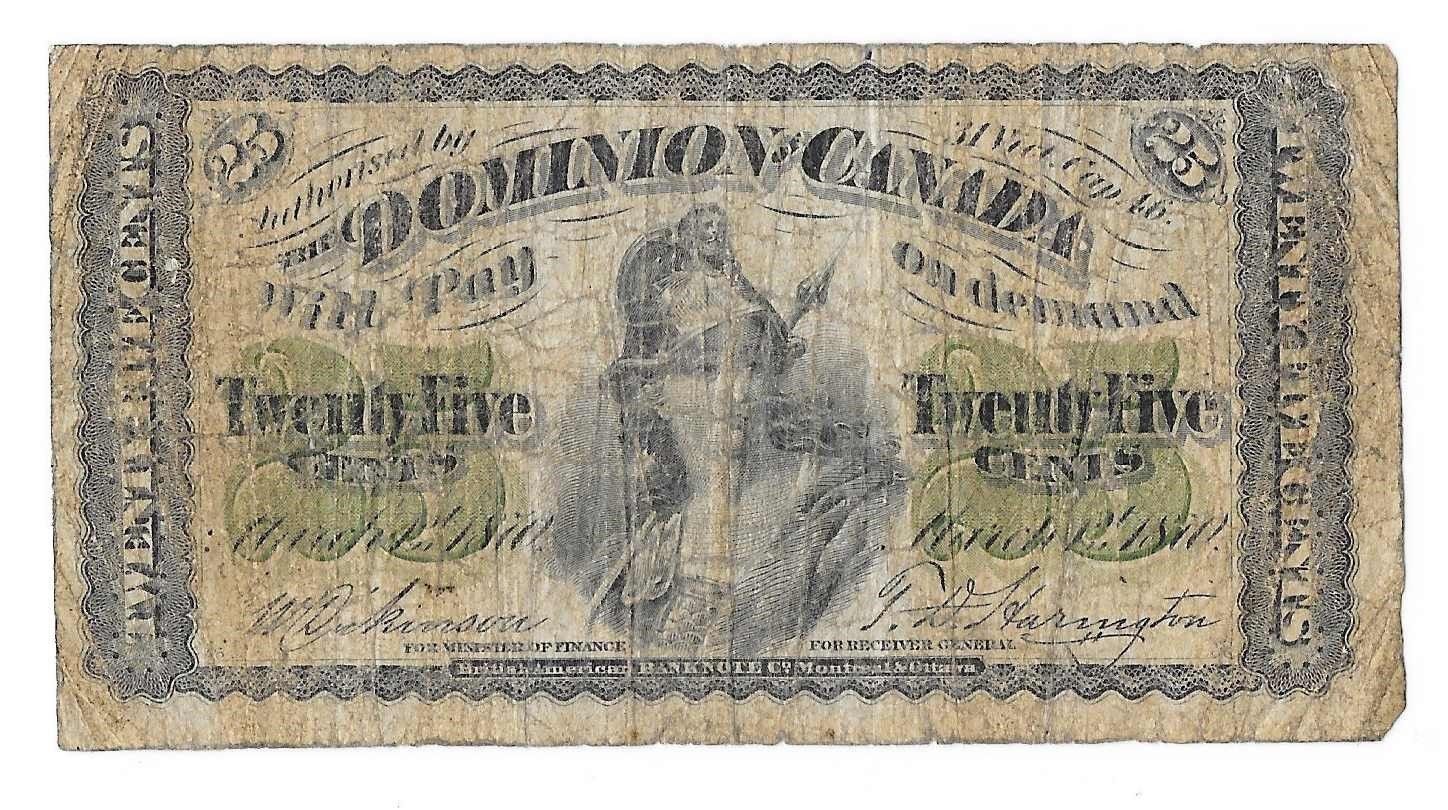 TWENTY FIVE CENTS
25
25
Authorised by
31 Vict. Cap 46.
THE DOMINION OF CANADA
Will Pay
on demand
Twenty Five
CENTS
Twenty Five
CENTS
March 1st. 1870.
March 1st. 1870.
W Dickinson
T. D. Harington
FOR MINISTER OF FINANCE
FOR RECEIVER GENERAL
British American BANK NOTE Co. Montreal & Ottawa
TWENTY FIVE CENTS